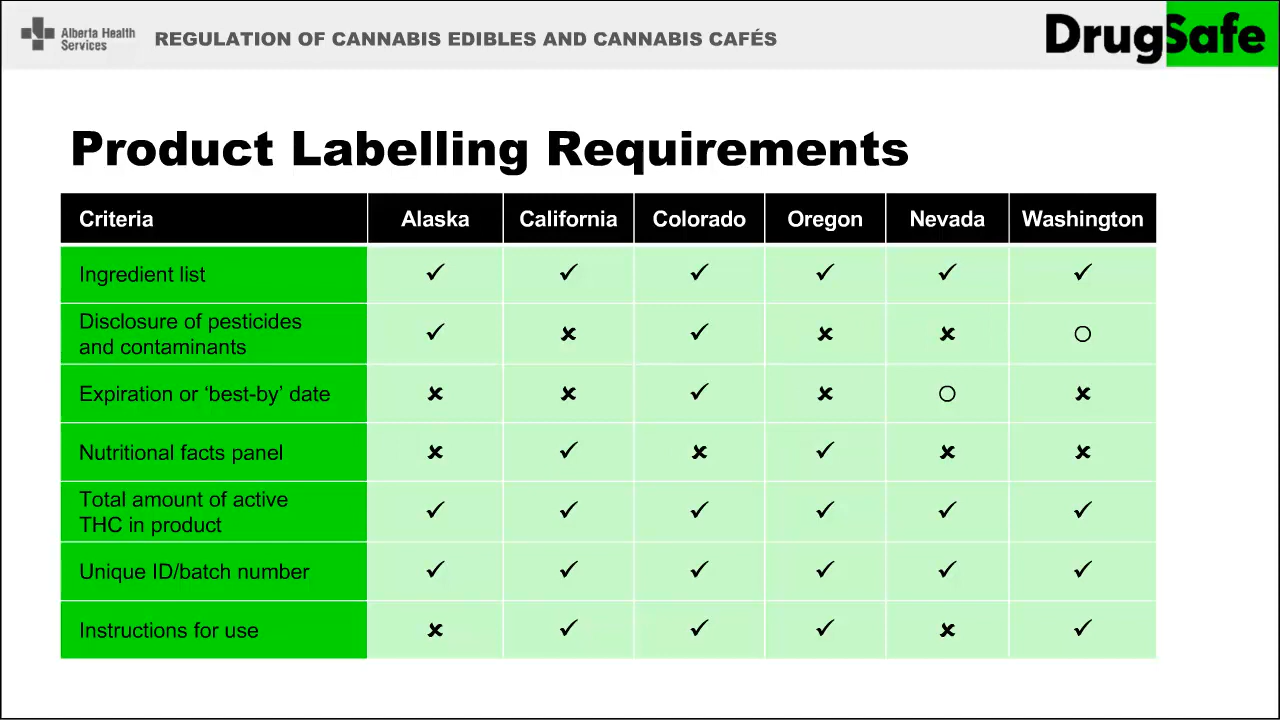 Alberta Health
Services
REGULATION OF CANNABIS EDIBLES AND CANNABIS CAFÉS
DrugSafe
Product Labelling Requirements
Criteria Alaska California Colorado Oregon Nevada Washington
Ingredient list ✓ ✓ ✓ ✓ ✓ ✓
Disclosure of pesticides
and contaminants ✓ ✘ ✓ ✘ ✘ ○
Expiration or ‘best-by’ date ✘ ✘ ✓ ✘ ○ ✘
Nutritional facts panel ✘ ✓ ✘ ✓ ✘ ✘
Total amount of active
THC in product ✓ ✓ ✓ ✓ ✓ ✓
Unique ID/batch number ✓ ✓ ✓ ✓ ✓ ✓
Instructions for use ✘ ✓ ✓ ✓ ✘ ✓